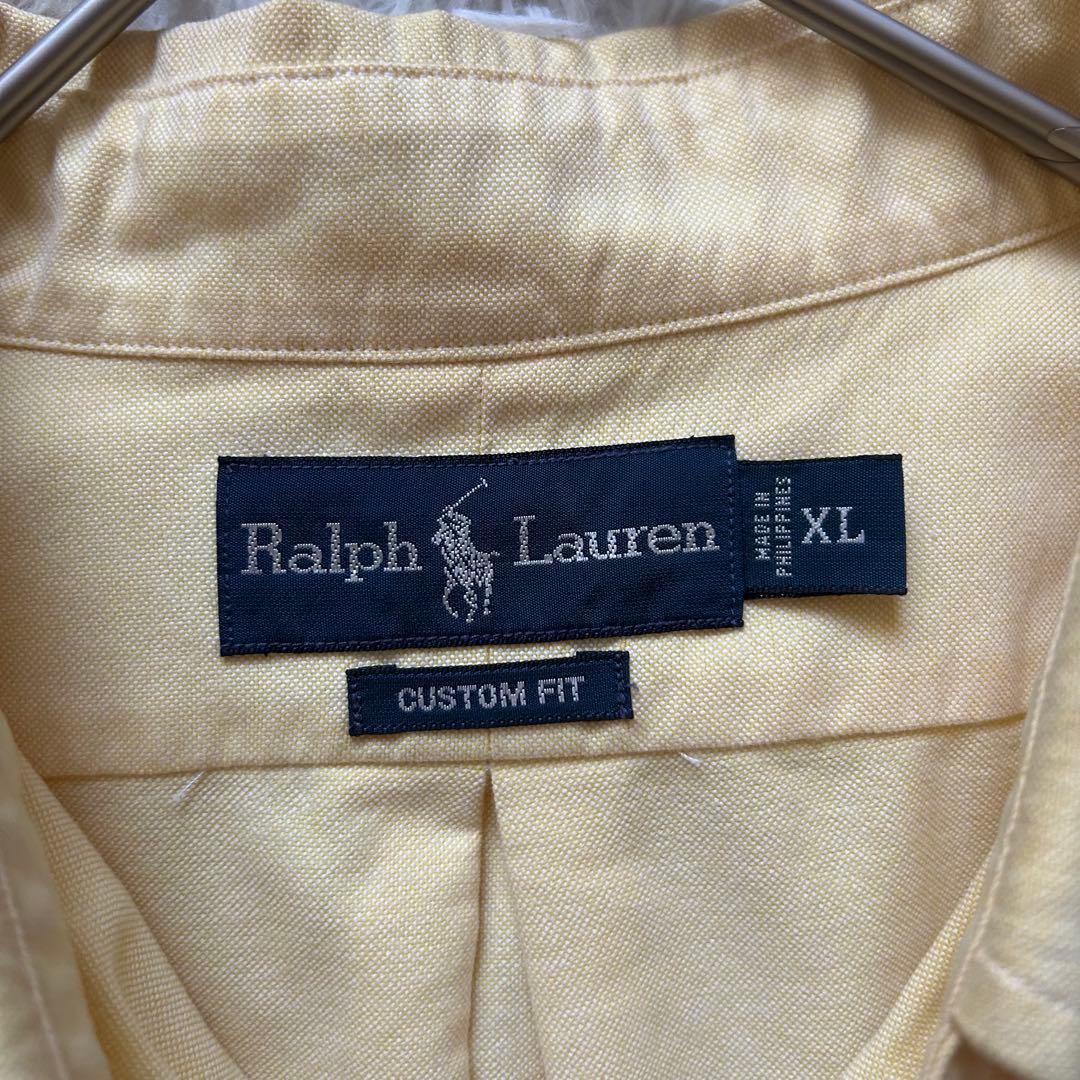 Ralph Lauren
MADE IN
PHILIPPINES
XL
CUSTOM FIT